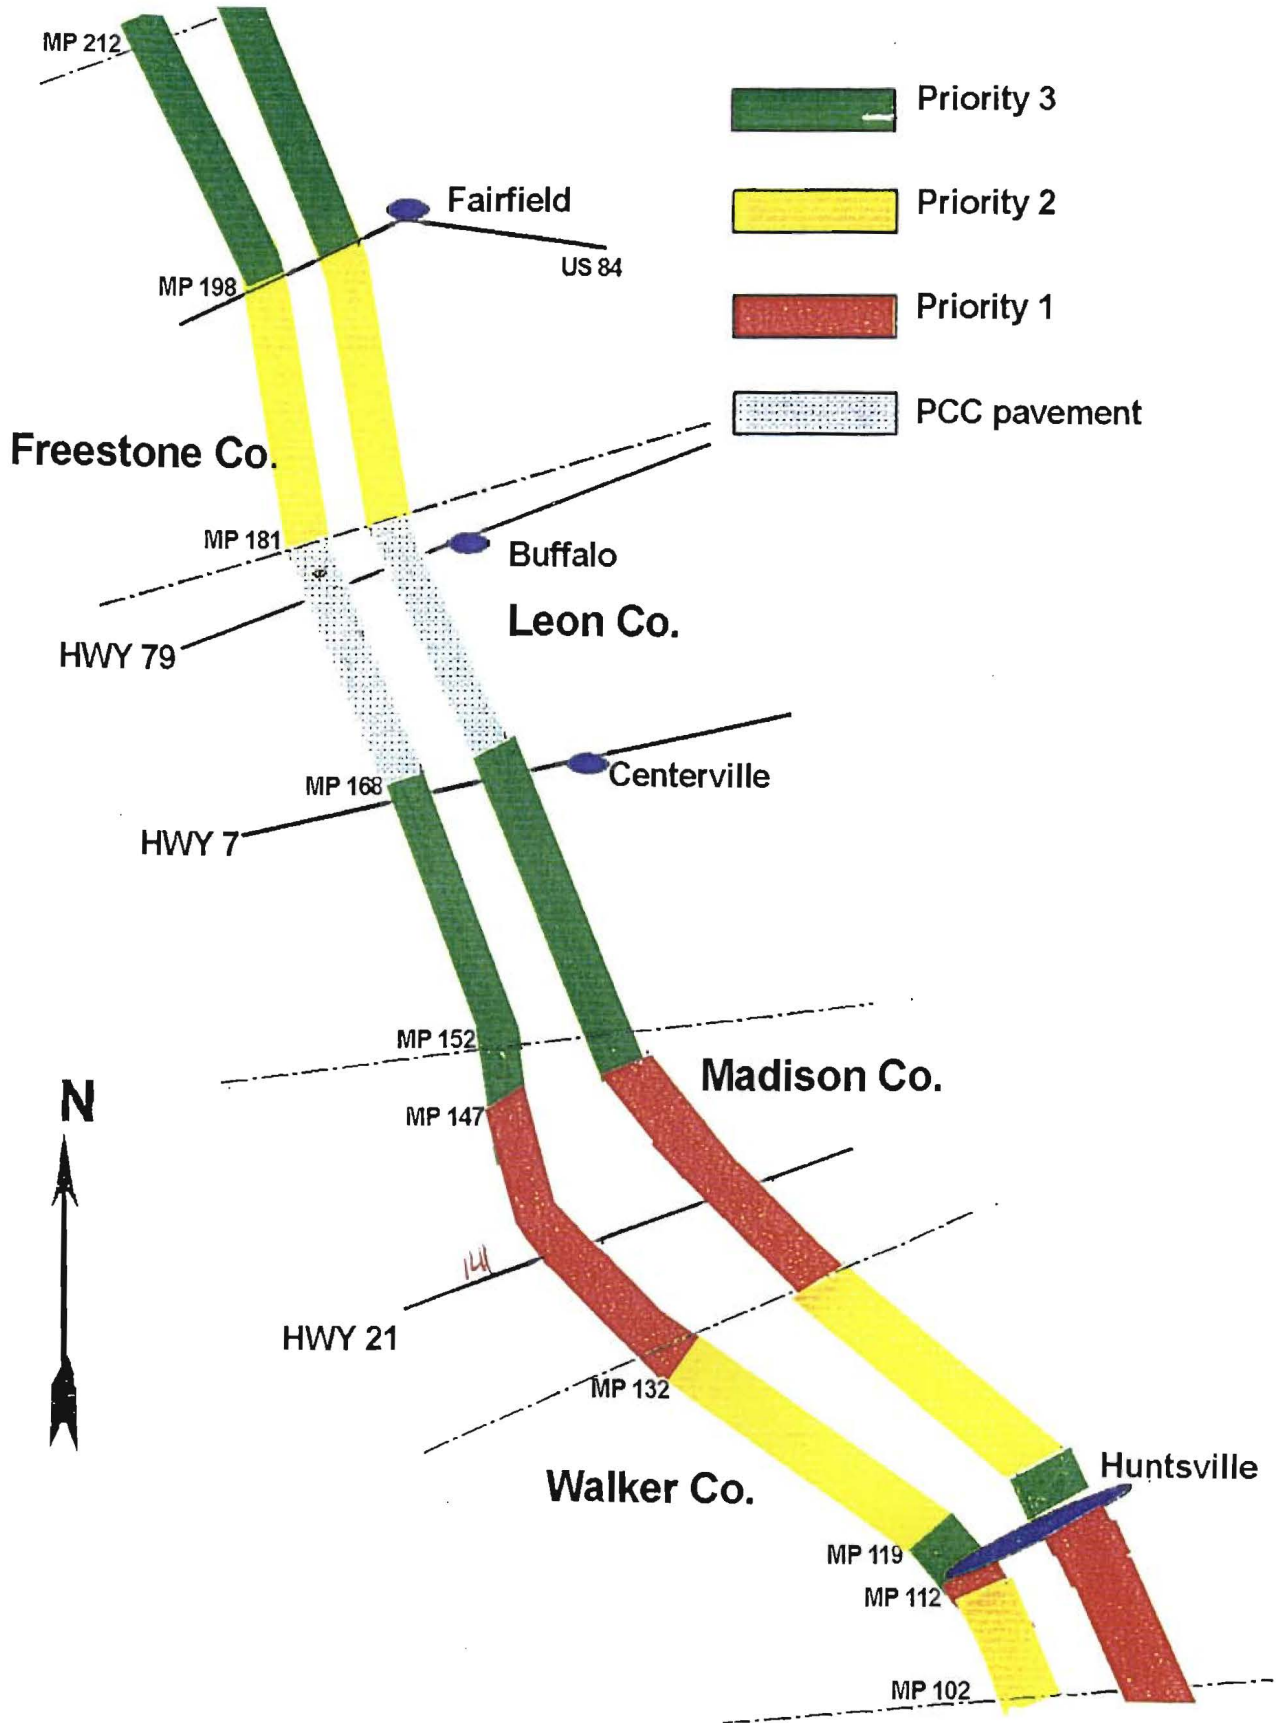 MP 212
Priority 3
Fairfield
Priority 2
US 84
MP 198
Priority 1
PCC pavement
Freestone Co.
MP 181
Buffalo
Leon Co.
HWY 79
MP 168
Centerville
HWY 7
MP 152
Madison Co.
N
MP 147
141
HWY 21
MP 132
Huntsville
Walker Co.
MP 119
MP 112
MP 102